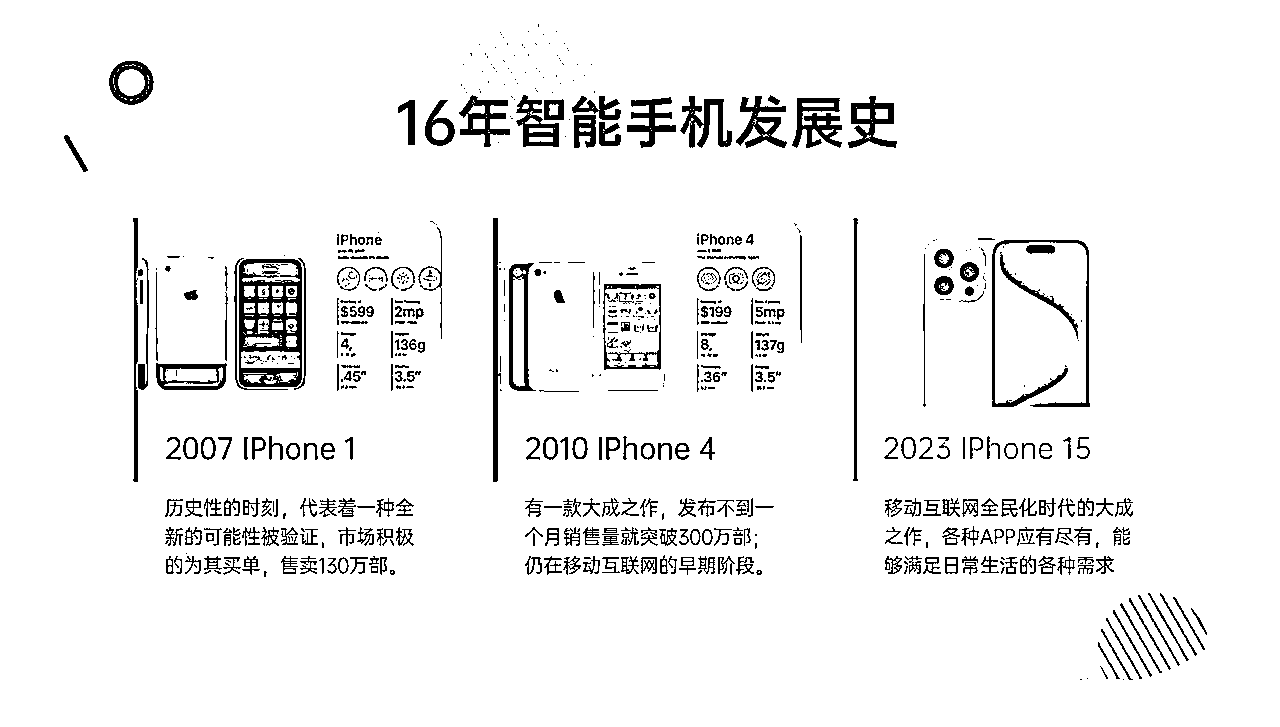 16年智能手机发展史
iPhone
$599
2mp
4,
136g
.45"
3.5"
iPhone 4
$199
5mp
8,
137g
.36"
3.5"
2007 IPhone 1
历史性的时刻，代表着一种全
新的可能性被验证，市场积极
的为其买单，售卖130万部。
2010 IPhone 4
有一款大成之作，发布不到一
个月销售量就突破300万部；
仍在移动互联网的早期阶段。
2023 IPhone 15
移动互联网全民化时代的大成
之作，各种APP应有尽有，能
够满足日常生活的各种需求